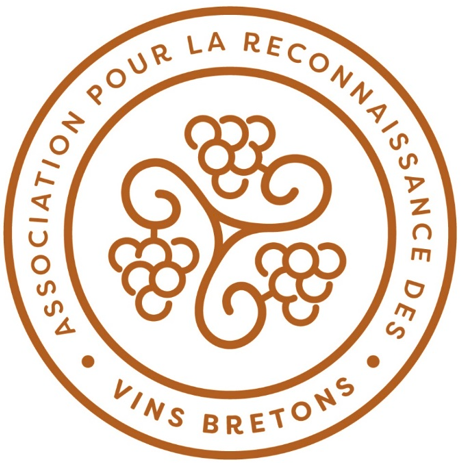 ASSOCIATION POUR LA RECONNAISSANCE DES
VINS BRETONS